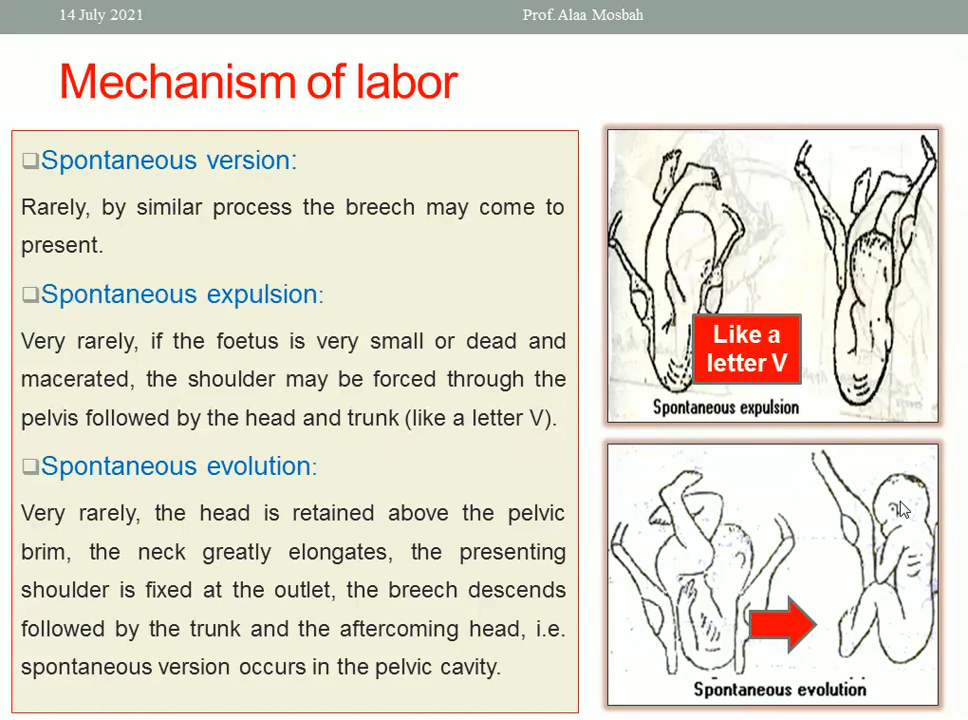 14 July 2021
Prof. Alaa Mosbah
Mechanism of labor
Spontaneous version:
Rarely, by similar process the breech may come to
present.
Spontaneous expulsion:
Very rarely, if the foetus is very small or dead and
macerated, the shoulder may be forced through the
pelvis followed by the head and trunk (like a letter V).
Spontaneous evolution:
Very rarely, the head is retained above the pelvic
brim, the neck greatly elongates, the presenting
shoulder is fixed at the outlet, the breech descends
followed by the trunk and the aftercoming head, i.e.
spontaneous version occurs in the pelvic cavity.
Like a
letter V
Spontaneous expulsion
Spontaneous evolution